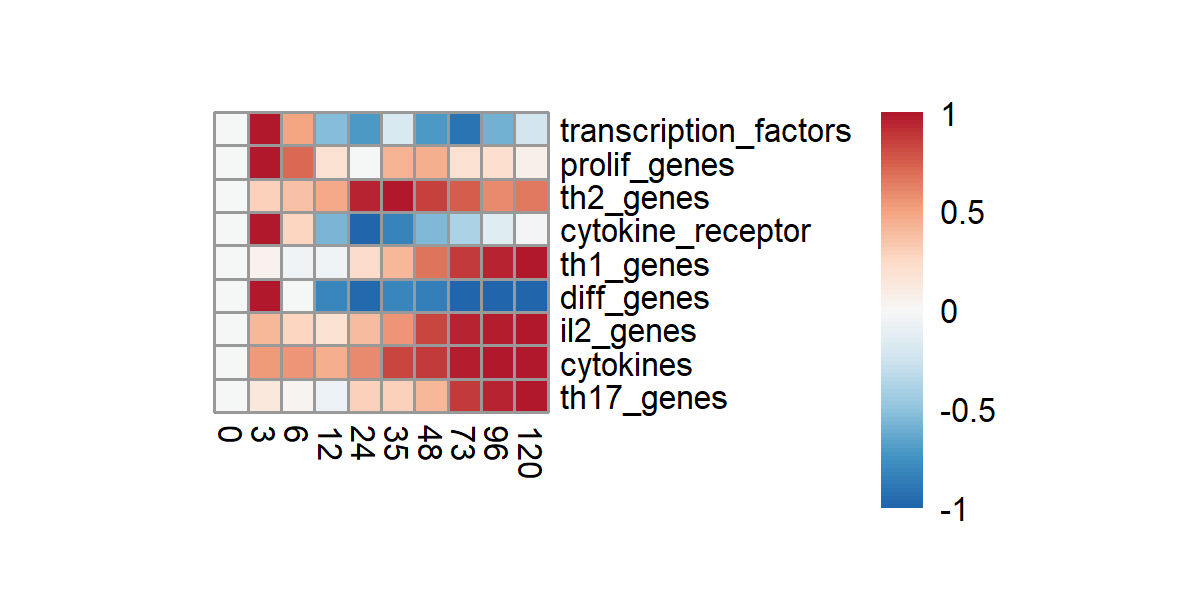 transcription_factors
prolif_genes
th2_genes
cytokine_receptor
th1_genes
diff_genes
il2_genes
cytokines
th17_genes
0 3 6 12 24 35 48 73 96 120
1
0.5
0
-0.5
-1